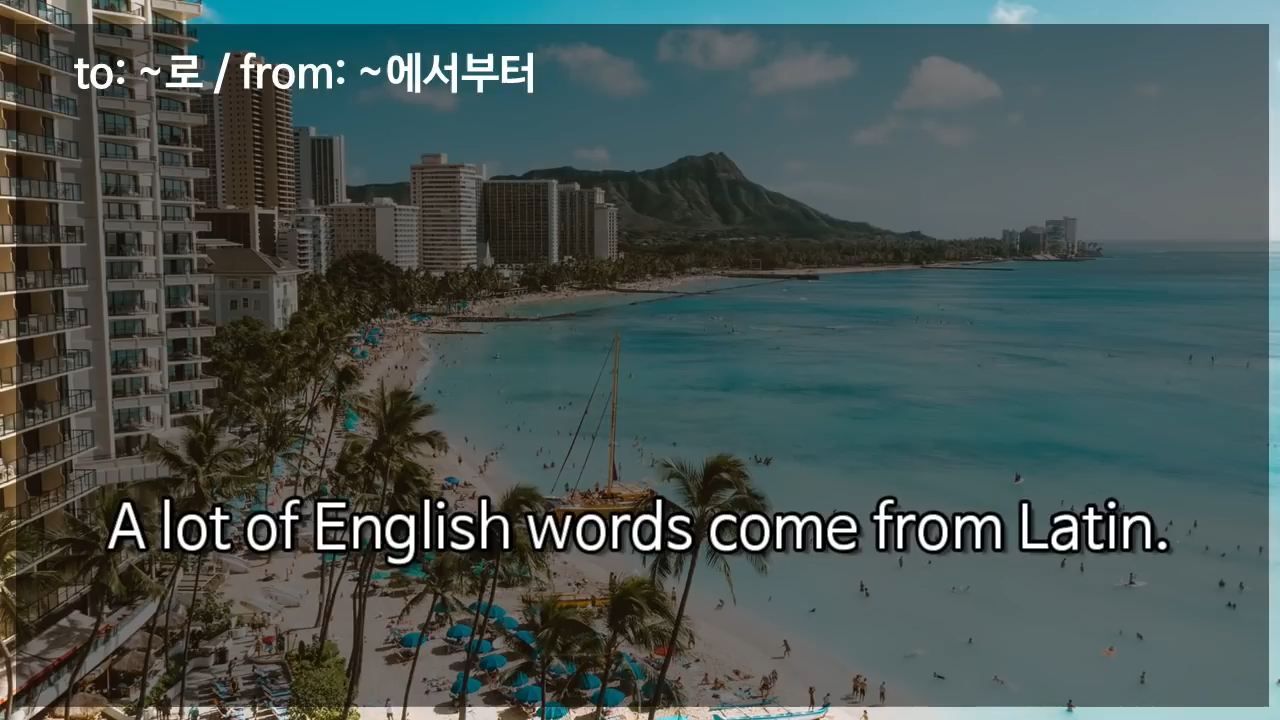 to: ~로 / from: ~에서부터
A lot of English words come from Latin.